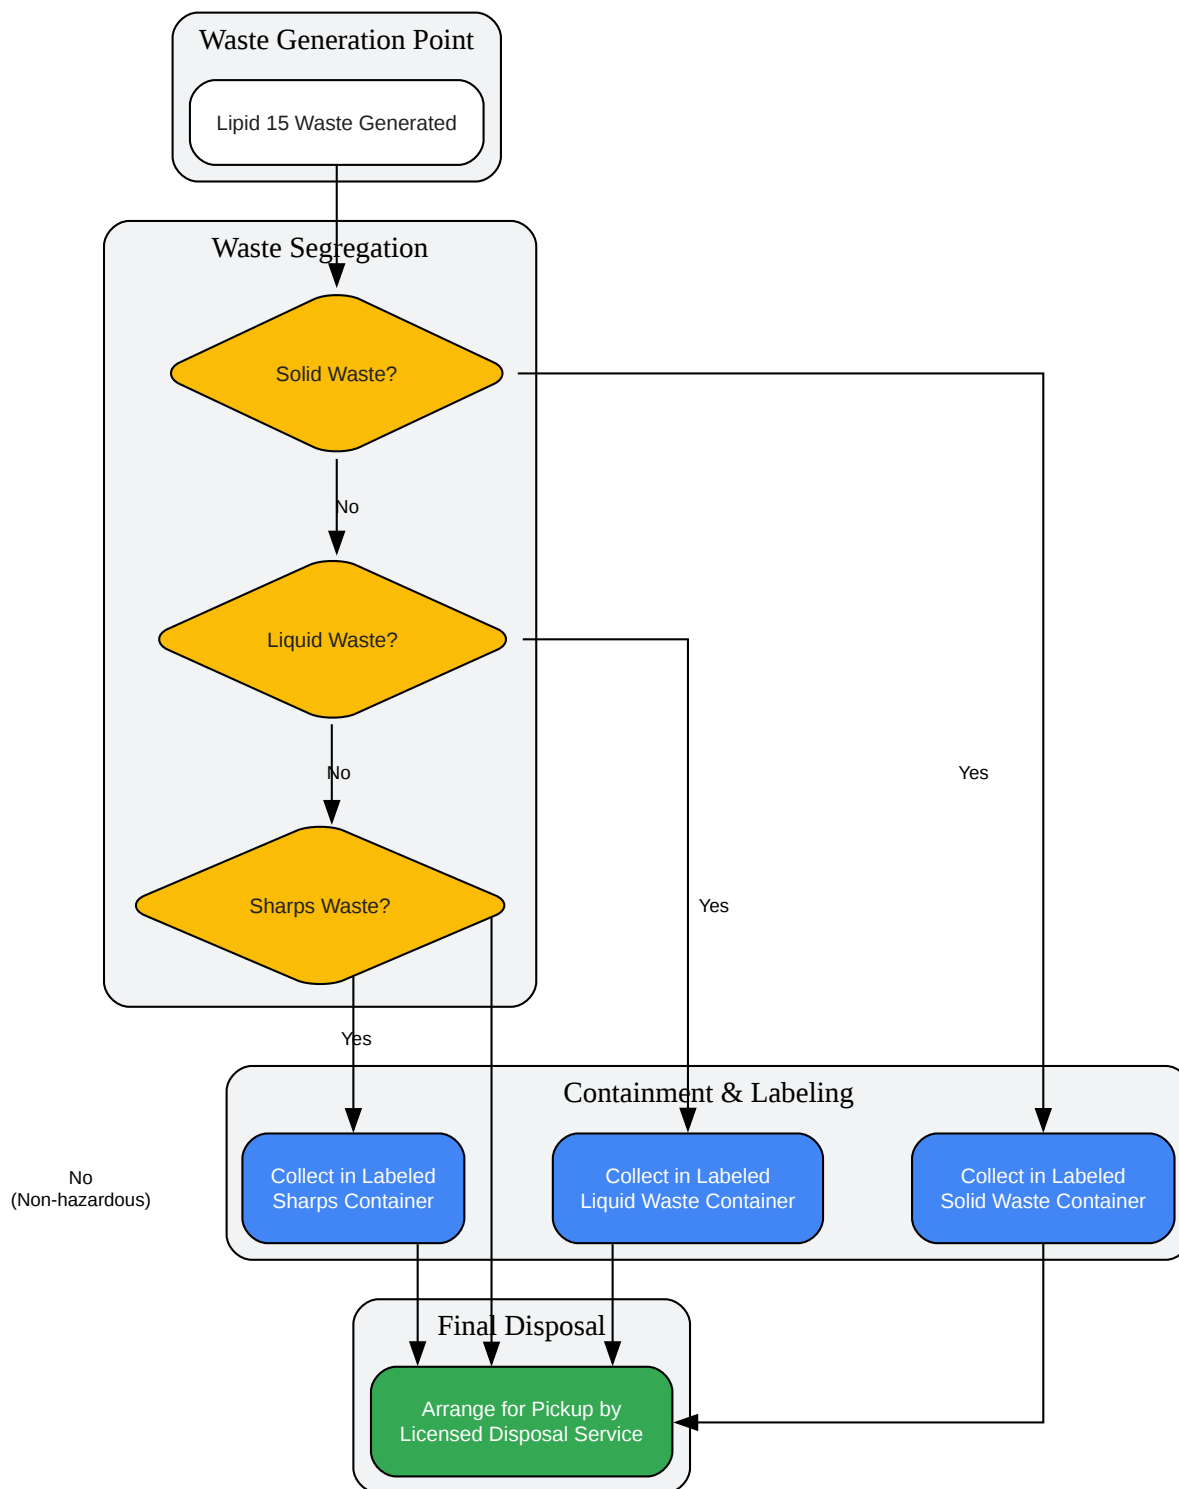 Waste Generation Point
Lipid 15 Waste Generated
Waste Segregation
Solid Waste?
No
Liquid Waste?
No
Yes
Sharps Waste?
Yes
Yes
Containment & Labeling
No
(Non-hazardous)
Collect in Labeled
Sharps Container
Collect in Labeled
Liquid Waste Container
Collect in Labeled
Solid Waste Container
Final Disposal
Arrange for Pickup by
Licensed Disposal Service